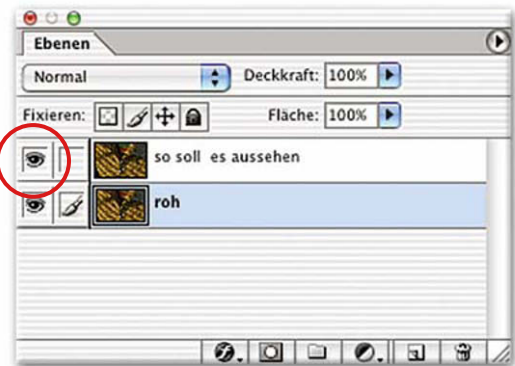 Ebenen
Normal Deckkraft: 100%
Fixieren: Fläche: 100%
so soll es aussehen
roh